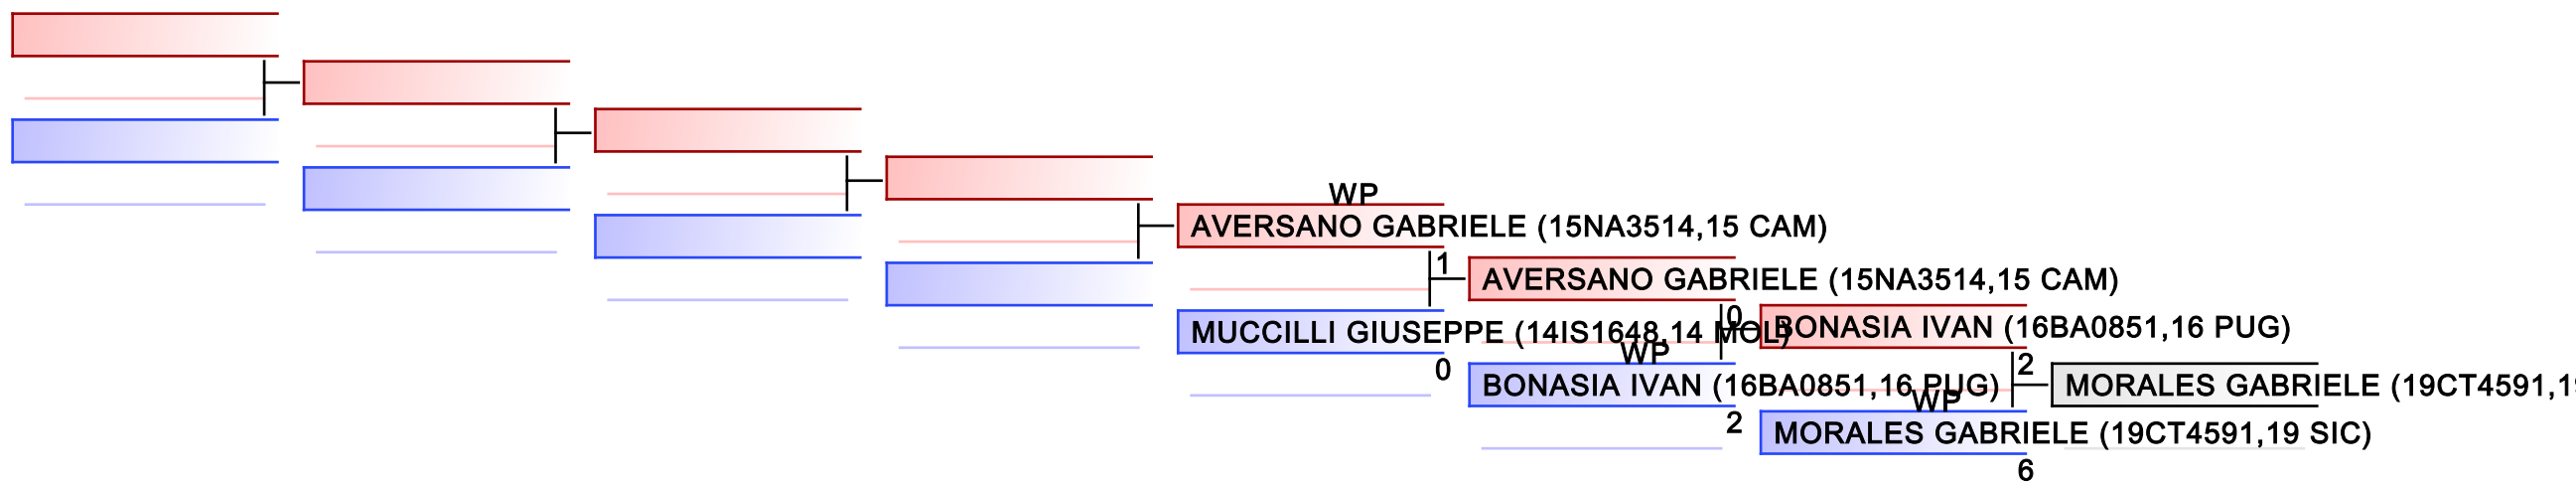 WP
AVERSANO GABRIELE (15NA3514,15 CAM)
1
AVERSANO GABRIELE (15NA3514,15 CAM)
MUCCILLI GIUSEPPE (14IS1648,14 MOL)
0
0
BONASIA IVAN (16BA0851,16 PUG)
WP
BONASIA IVAN (16BA0851,16 PUG)
2
2
MORALES GABRIELE (19CT4591,19
WP
MORALES GABRIELE (19CT4591,19 SIC)
6